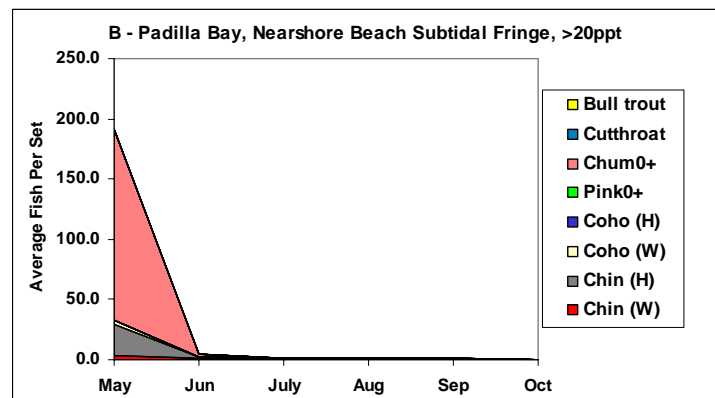 B - Padilla Bay, Nearshore Beach Subtidal Fringe, >20ppt
250.0
200.0
150.0
100.0
50.0
0.0
Average Fish Per Set
May Jun July Aug Sep Oct
Bull trout
Cutthroat
Chum0+
Pink0+
Coho (H)
Coho (W)
Chin (H)
Chin (W)